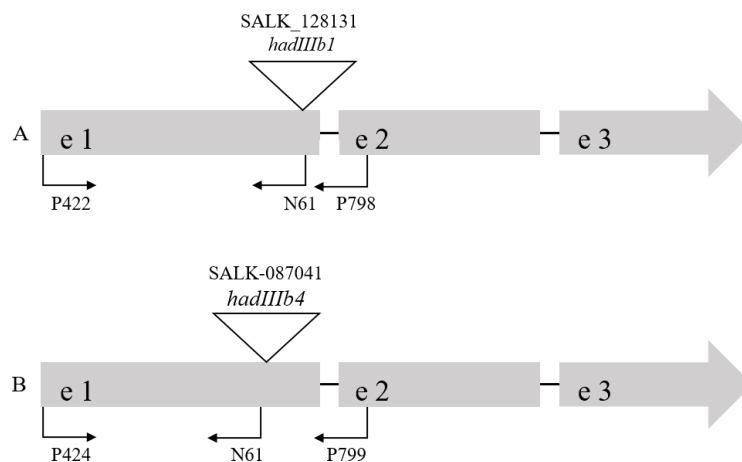 SALK_128131
hadIIIb1
A
e 1
e 2
e 3
P422
N61
P798
SALK-087041
hadIIIb4
B
e 1
e 2
e 3
P424
N61
P799